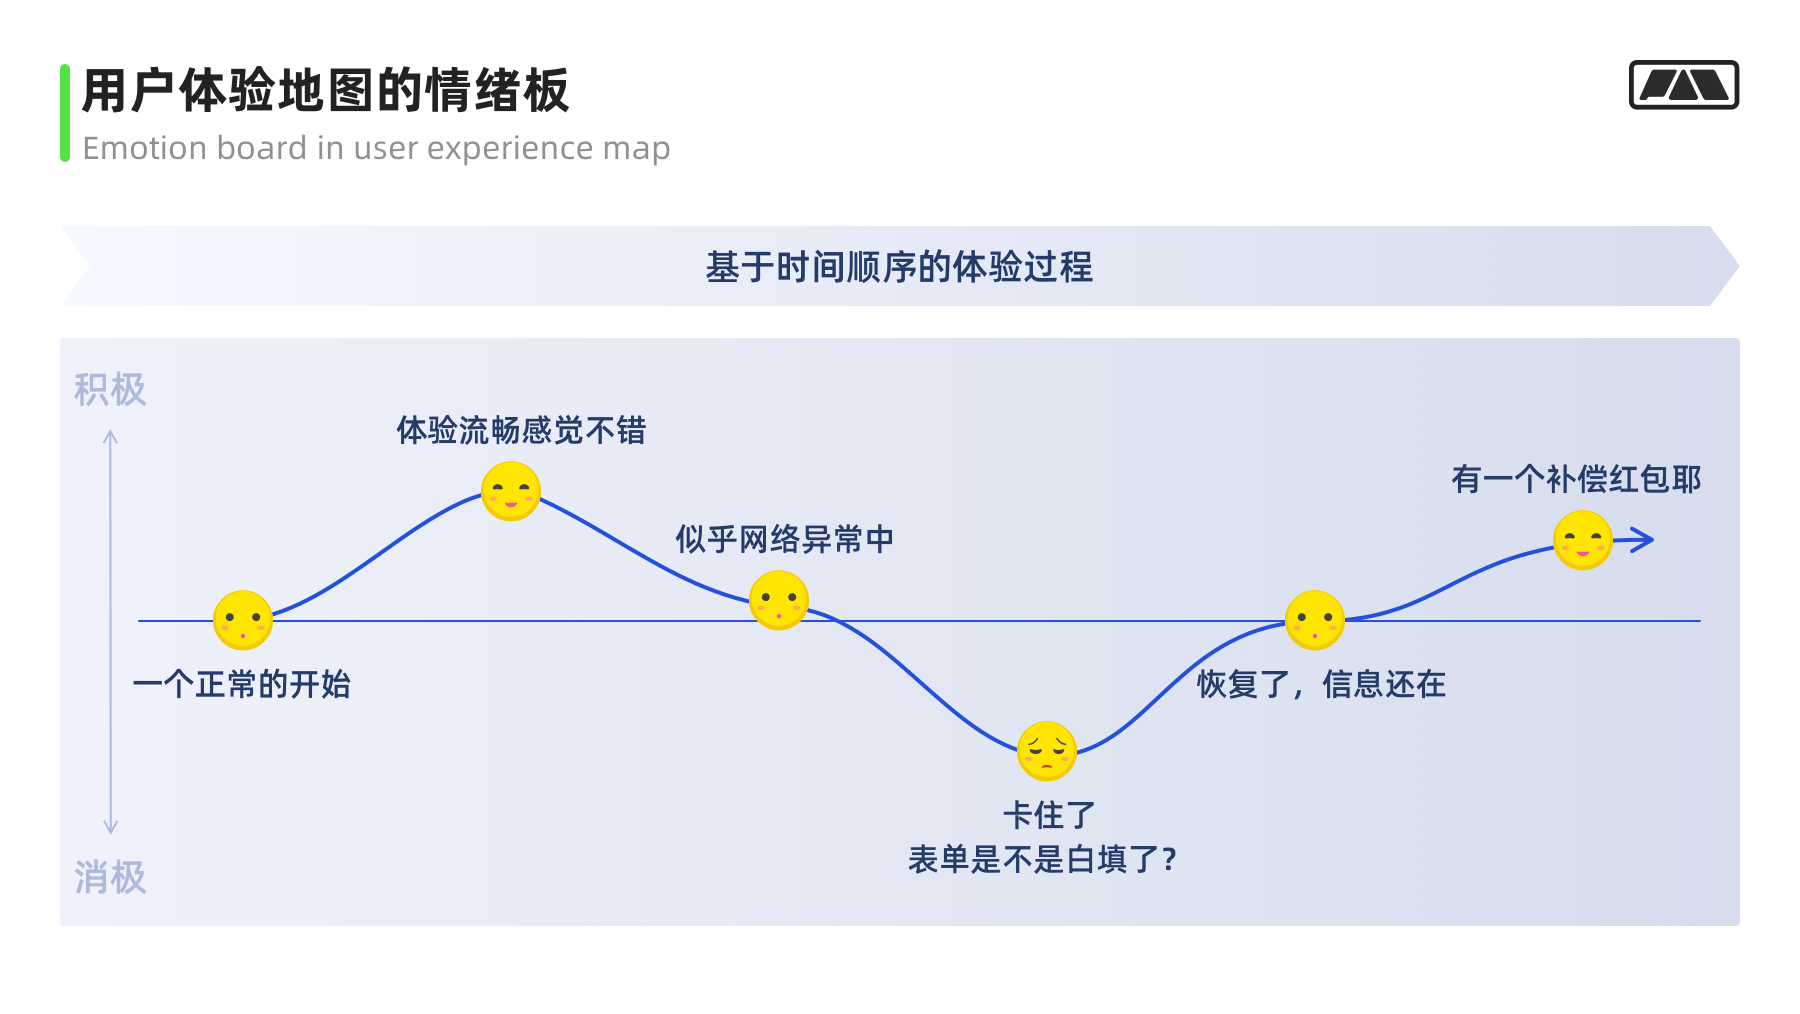 用户体验地图的情绪板
Emotion board in user experience map
基于时间顺序的体验过程
积极
体验流畅感觉不错
有一个补偿红包耶
似乎网络异常中
一个正常的开始
恢复了，信息还在
卡住了
表单是不是白填了？
消极